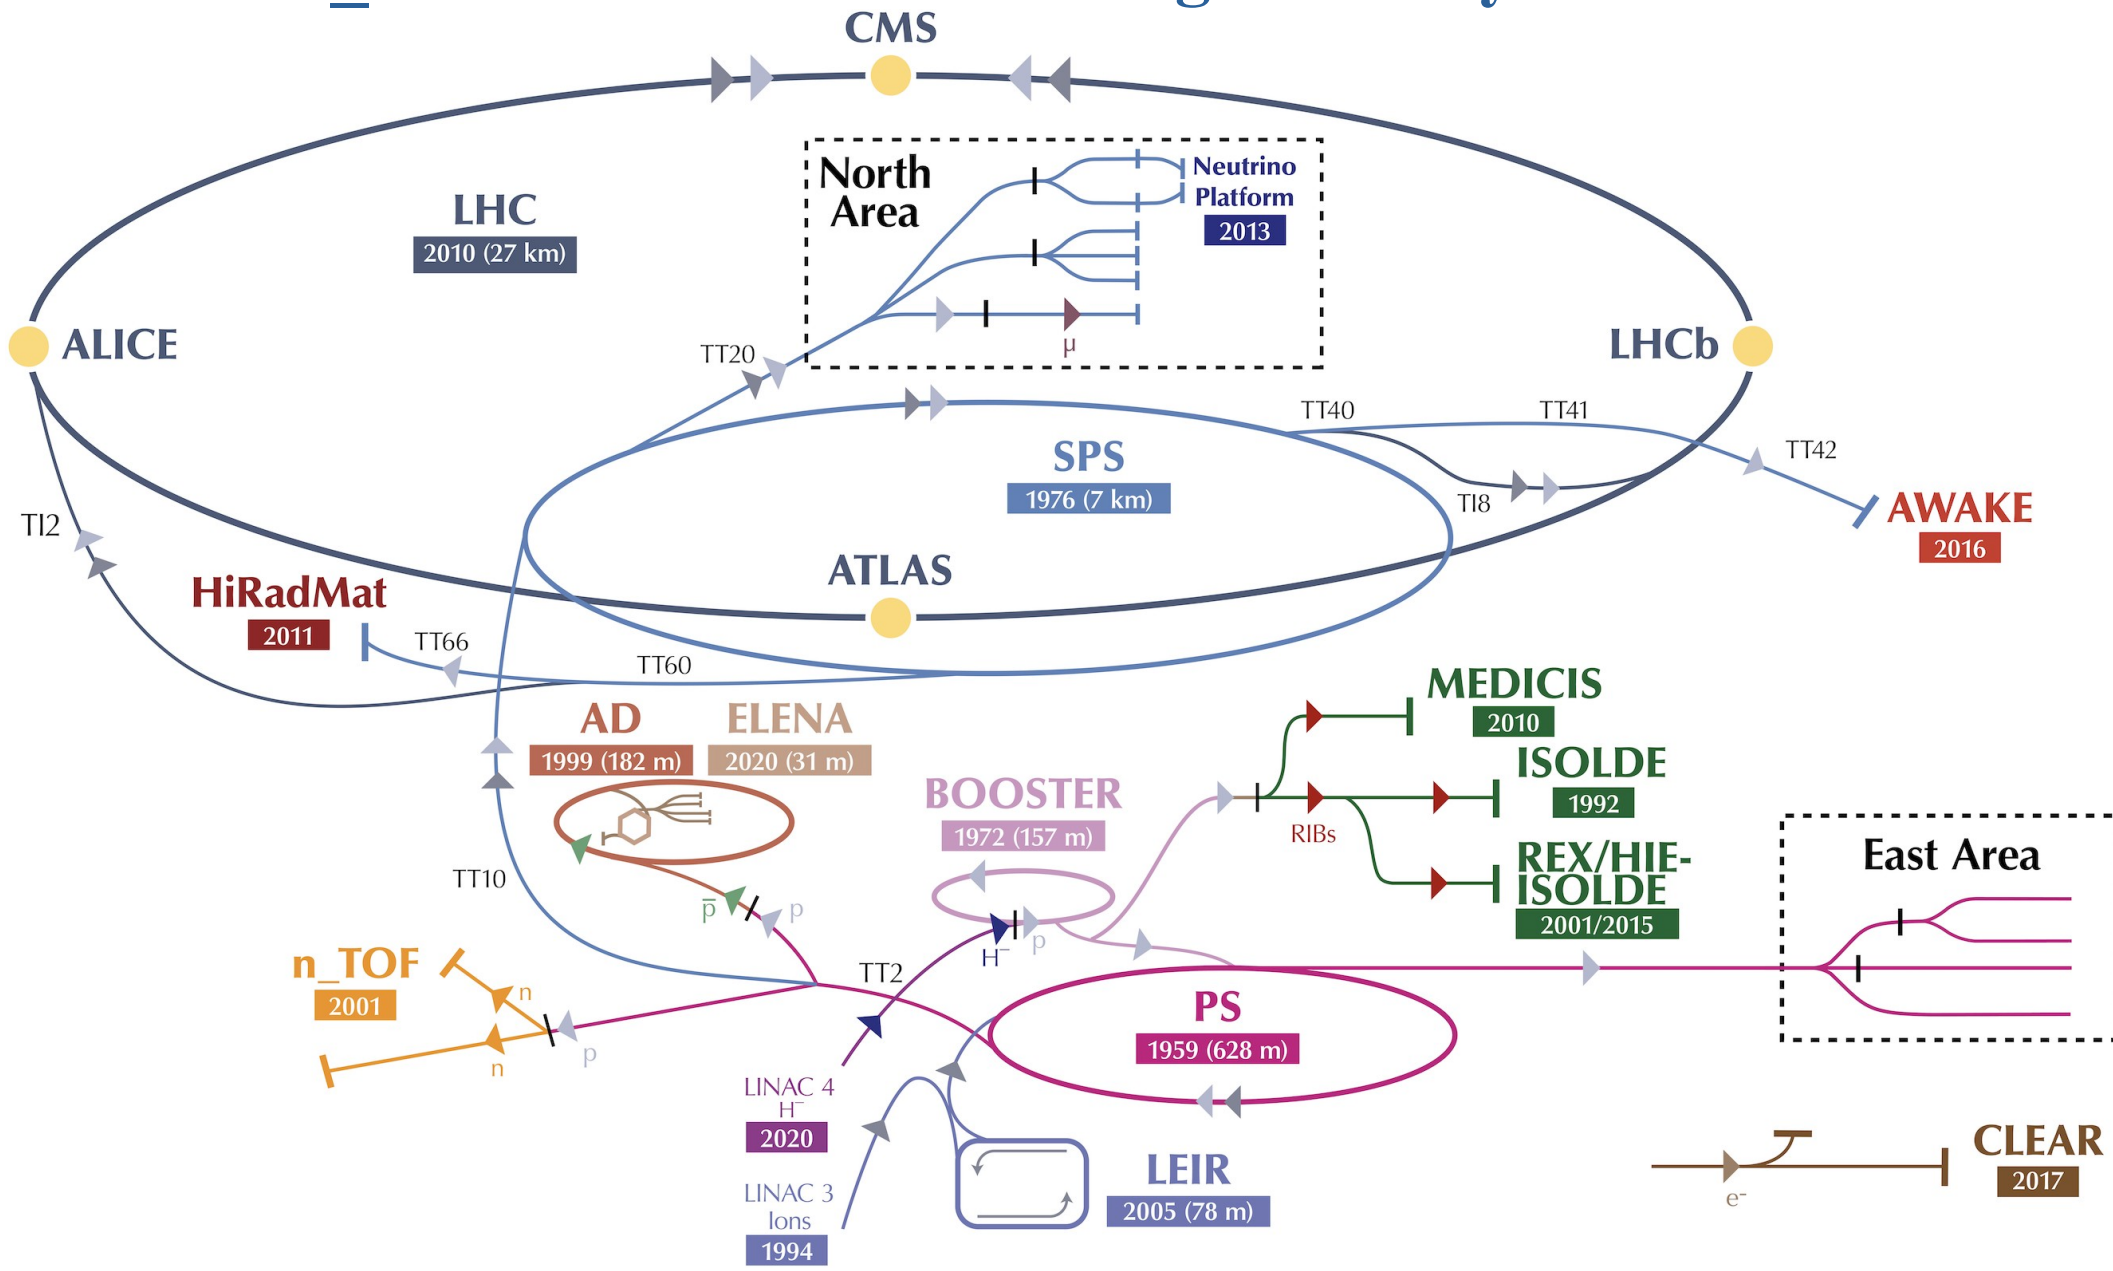 CMS
North
Area
Neutrino
Platform
2013
LHC
2010 (27 km)
ALICE
LHCb
TT20
μ
TT40
TT41
TT42
SPS
1976 (7 km)
TI8
AWAKE
2016
TI2
ATLAS
HiRadMat
2011
TT66
TT60
MEDICIS
2010
AD
1999 (182 m)
ELENA
2020 (31 m)
ISOLDE
1992
BOOSTER
1972 (157 m)
RIBs
REX/HIE-
ISOLDE
2001/2015
East Area
TT10
p̅
p
H⁻
p
n_TOF
2001
n
n
p
TT2
PS
1959 (628 m)
LINAC 4
H⁻
2020
LINAC 3
Ions
1994
LEIR
2005 (78 m)
e⁻
CLEAR
2017